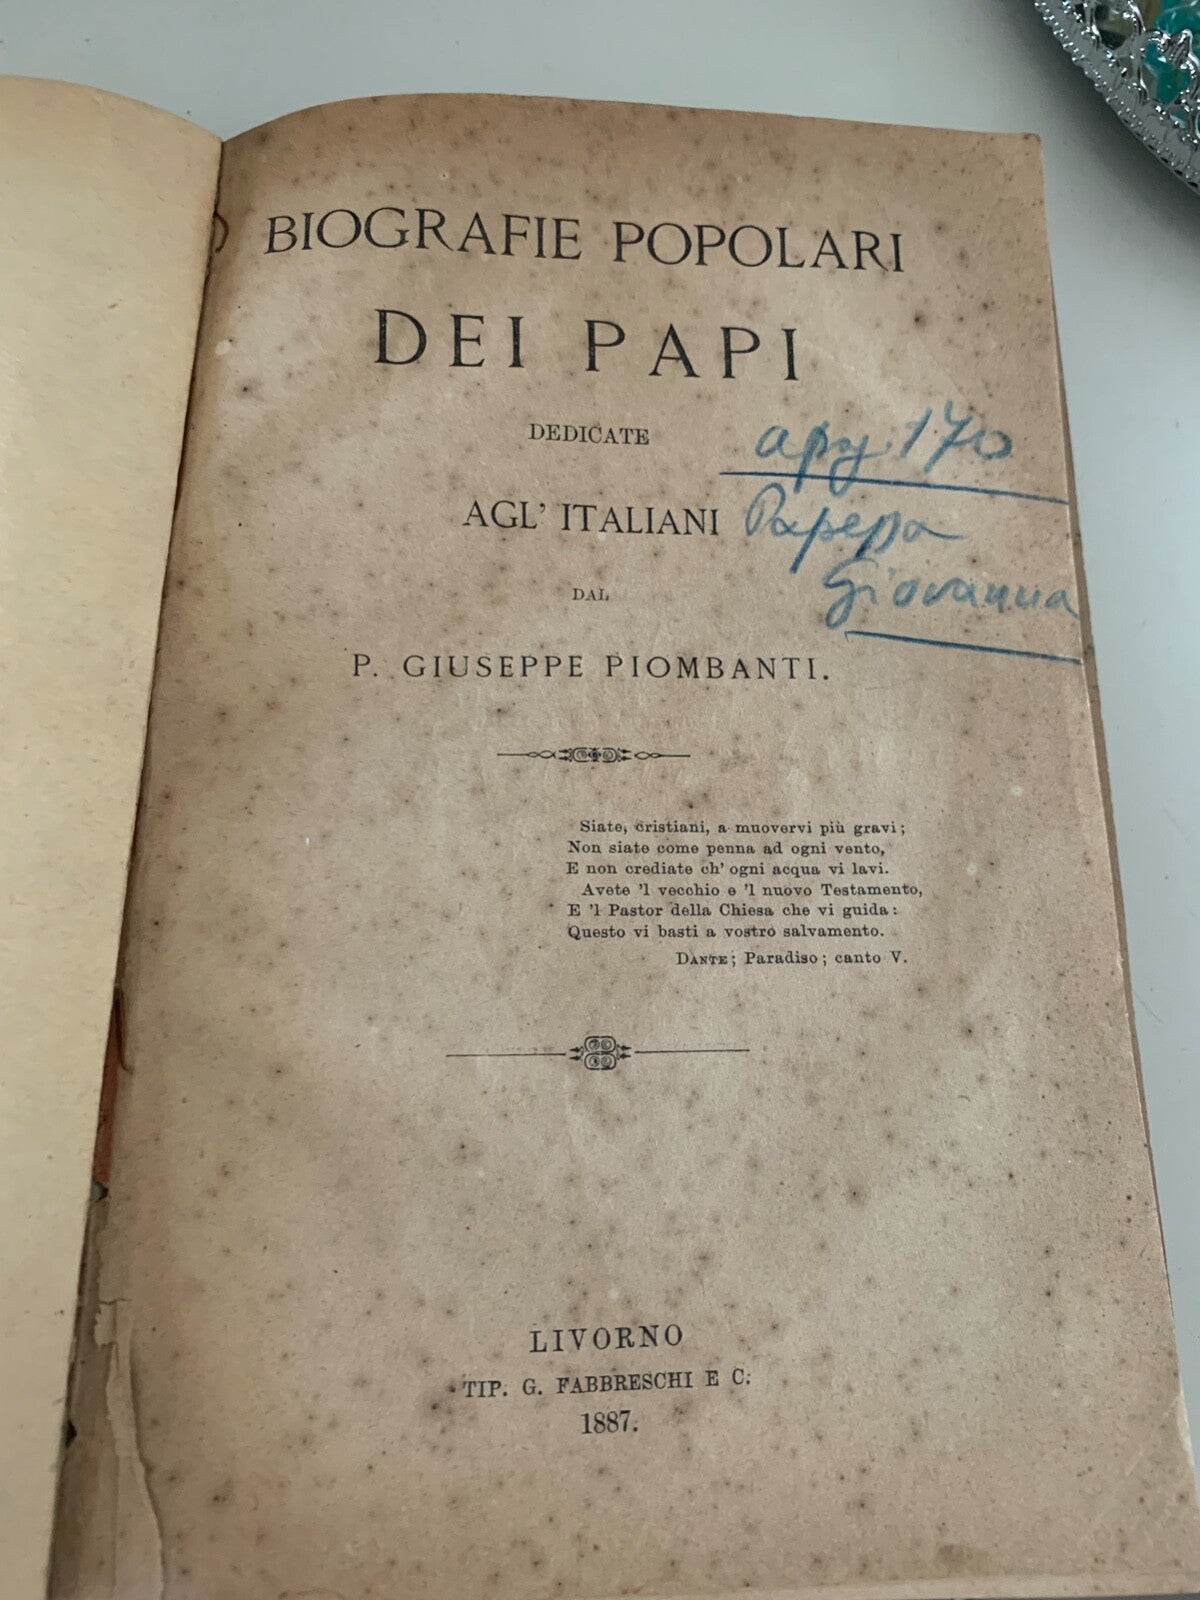 BIOGRAFIE POPOLARI
DEI PAPI
DEDICATE
AGL' ITALIANI
DAL
P. GIUSEPPE PIOMBANTI.
170
Papessa
Giovanna
Siate, cristiani, a muovervi più gravi;
Non siate come penna ad ogni vento,
E non crediate ch' ogni acqua vi lavi.
Avete 'l vecchio e 'l nuovo Testamento,
E 'l Pastor della Chiesa che vi guida:
Questo vi basti a vostro salvamento.
DANTE; Paradiso; canto V.
LIVORNO
TIP. G. FABBRESCHI E C.
1887.